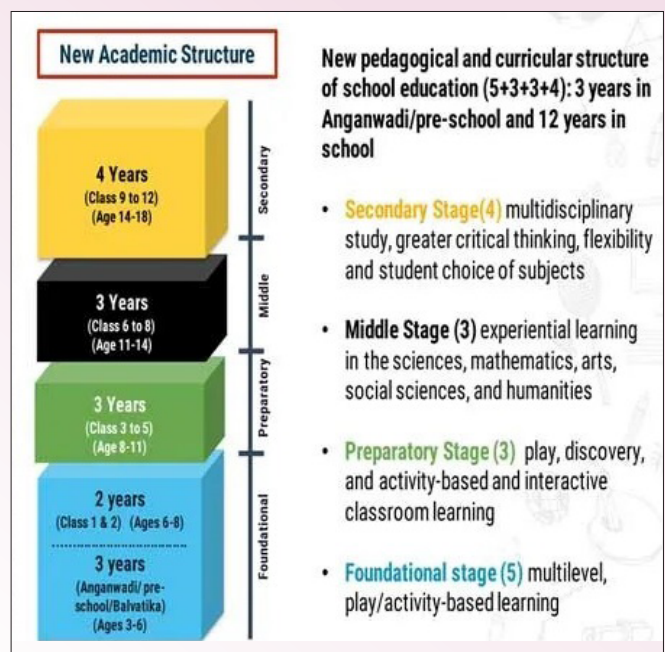 New Academic Structure
4 Years
(Class 9 to 12)
(Age 14-18)
Secondary
3 Years
(Class 6 to 8)
(Age 11-14)
Middle
3 Years
(Class 3 to 5)
(Age 8-11)
Preparatory
2 years
(Class 1 & 2) (Ages 6-8)
3 years
(Anganwadi/ pre-
school/Balvatika)
(Ages 3-6)
Foundational
New pedagogical and curricular structure
of school education (5+3+3+4): 3 years in
Anganwadi/pre-school and 12 years in
school
• Secondary Stage(4) multidisciplinary
study, greater critical thinking, flexibility
and student choice of subjects
• Middle Stage (3) experiential learning
in the sciences, mathematics, arts,
social sciences, and humanities
• Preparatory Stage (3) play, discovery,
and activity-based and interactive
classroom learning
• Foundational stage (5) multilevel,
play/activity-based learning